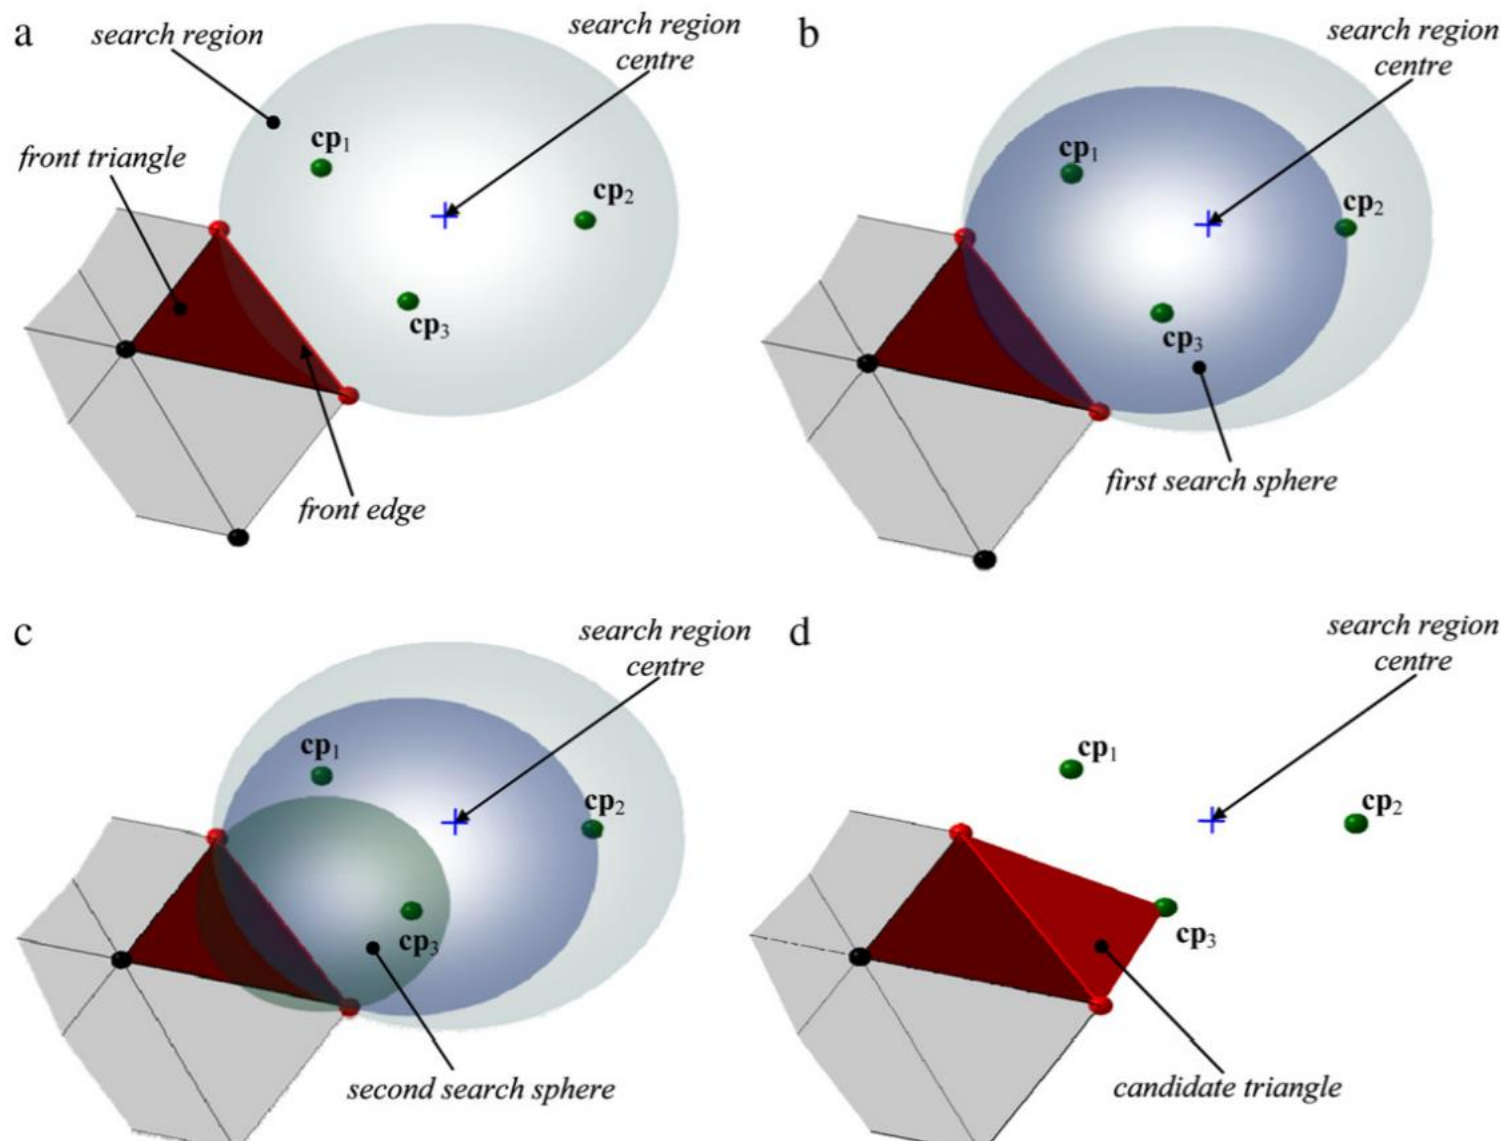 a
search region
search region
centre
cp1
front triangle
cp2
cp3
front edge
b
search region
centre
cp1
cp2
cp3
first search sphere
c
search region
centre
cp1
cp2
cp3
second search sphere
d
search region
centre
cp1
cp2
cp3
candidate triangle